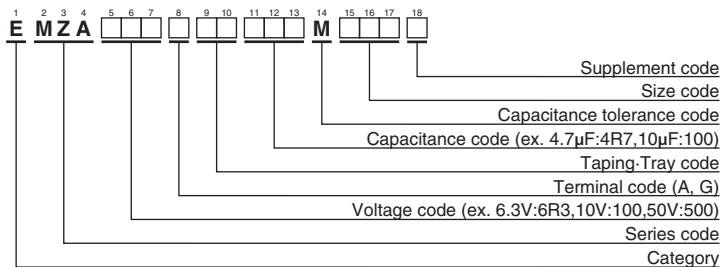 1 2 3 4 5 6 7 8 9 10 11 12 13 14 15 16 17 18
E M Z A M
Supplement code
Size code
Capacitance tolerance code
Capacitance code (ex. 4.7µF:4R7,10µF:100)
Taping·Tray code
Terminal code (A, G)
Voltage code (ex. 6.3V:6R3,10V:100,50V:500)
Series code
Category